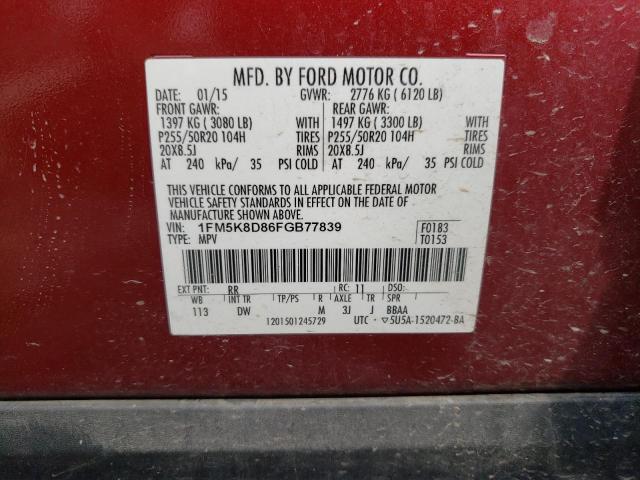 MFD. BY FORD MOTOR CO.
DATE: 01/15 GVWR: 2776 KG ( 6120 LB)
FRONT GAWR: REAR GAWR:
1397 KG ( 3080 LB) WITH 1497 KG ( 3300 LB) WITH
P255/50R20 104H TIRES P255/50R20 104H TIRES
20X8.5J RIMS 20X8.5J RIMS
AT 240 kPa/ 35 PSI COLD AT 240 kPa/ 35 PSI COLD
THIS VEHICLE CONFORMS TO ALL APPLICABLE FEDERAL MOTOR
VEHICLE SAFETY STANDARDS IN EFFECT ON THE DATE OF
MANUFACTURE SHOWN ABOVE.
VIN: 1FM5K8D86FGB77839 F0183
TYPE: MPV T0153
EXT PNT: RR RC: 11 DSO:
WB INT TR TP/PS R AXLE TR SPR
113 DW M 3J J BBAA
1201501245729 UTC ▽5U5A-1520472-BA